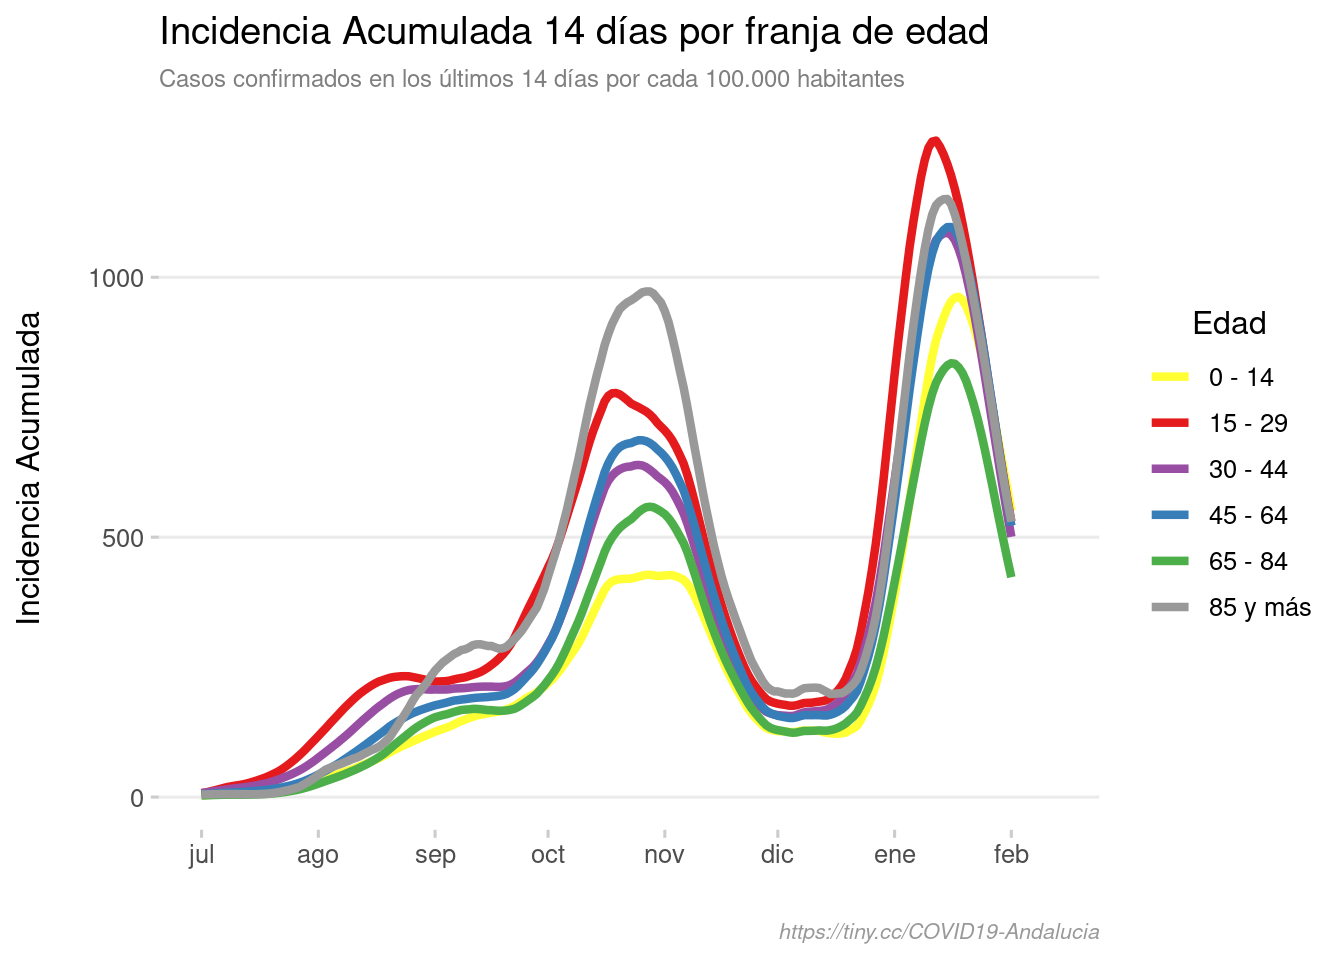 Incidencia Acumulada 14 días por franja de edad
Casos confirmados en los últimos 14 días por cada 100.000 habitantes
Incidencia Acumulada
1000
500
0
jul ago sep oct nov dic ene feb
Edad
0 - 14
15 - 29
30 - 44
45 - 64
65 - 84
85 y más
https://tiny.cc/COVID19-Andalucia